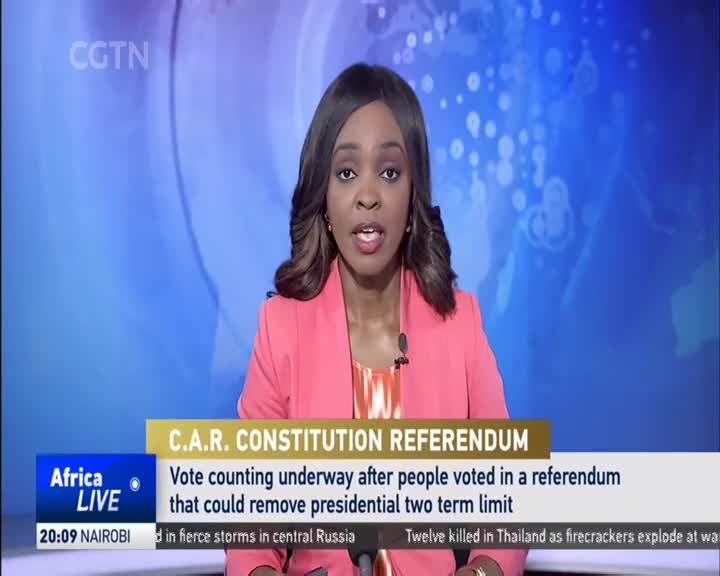 CGTN
C.A.R. CONSTITUTION REFERENDUM
Vote counting underway after people voted in a referendum
that could remove presidential two term limit
Africa
LIVE
20:09 NAIROBI
in fierce storms in central Russia Twelve killed in Thailand as firecrackers explode at